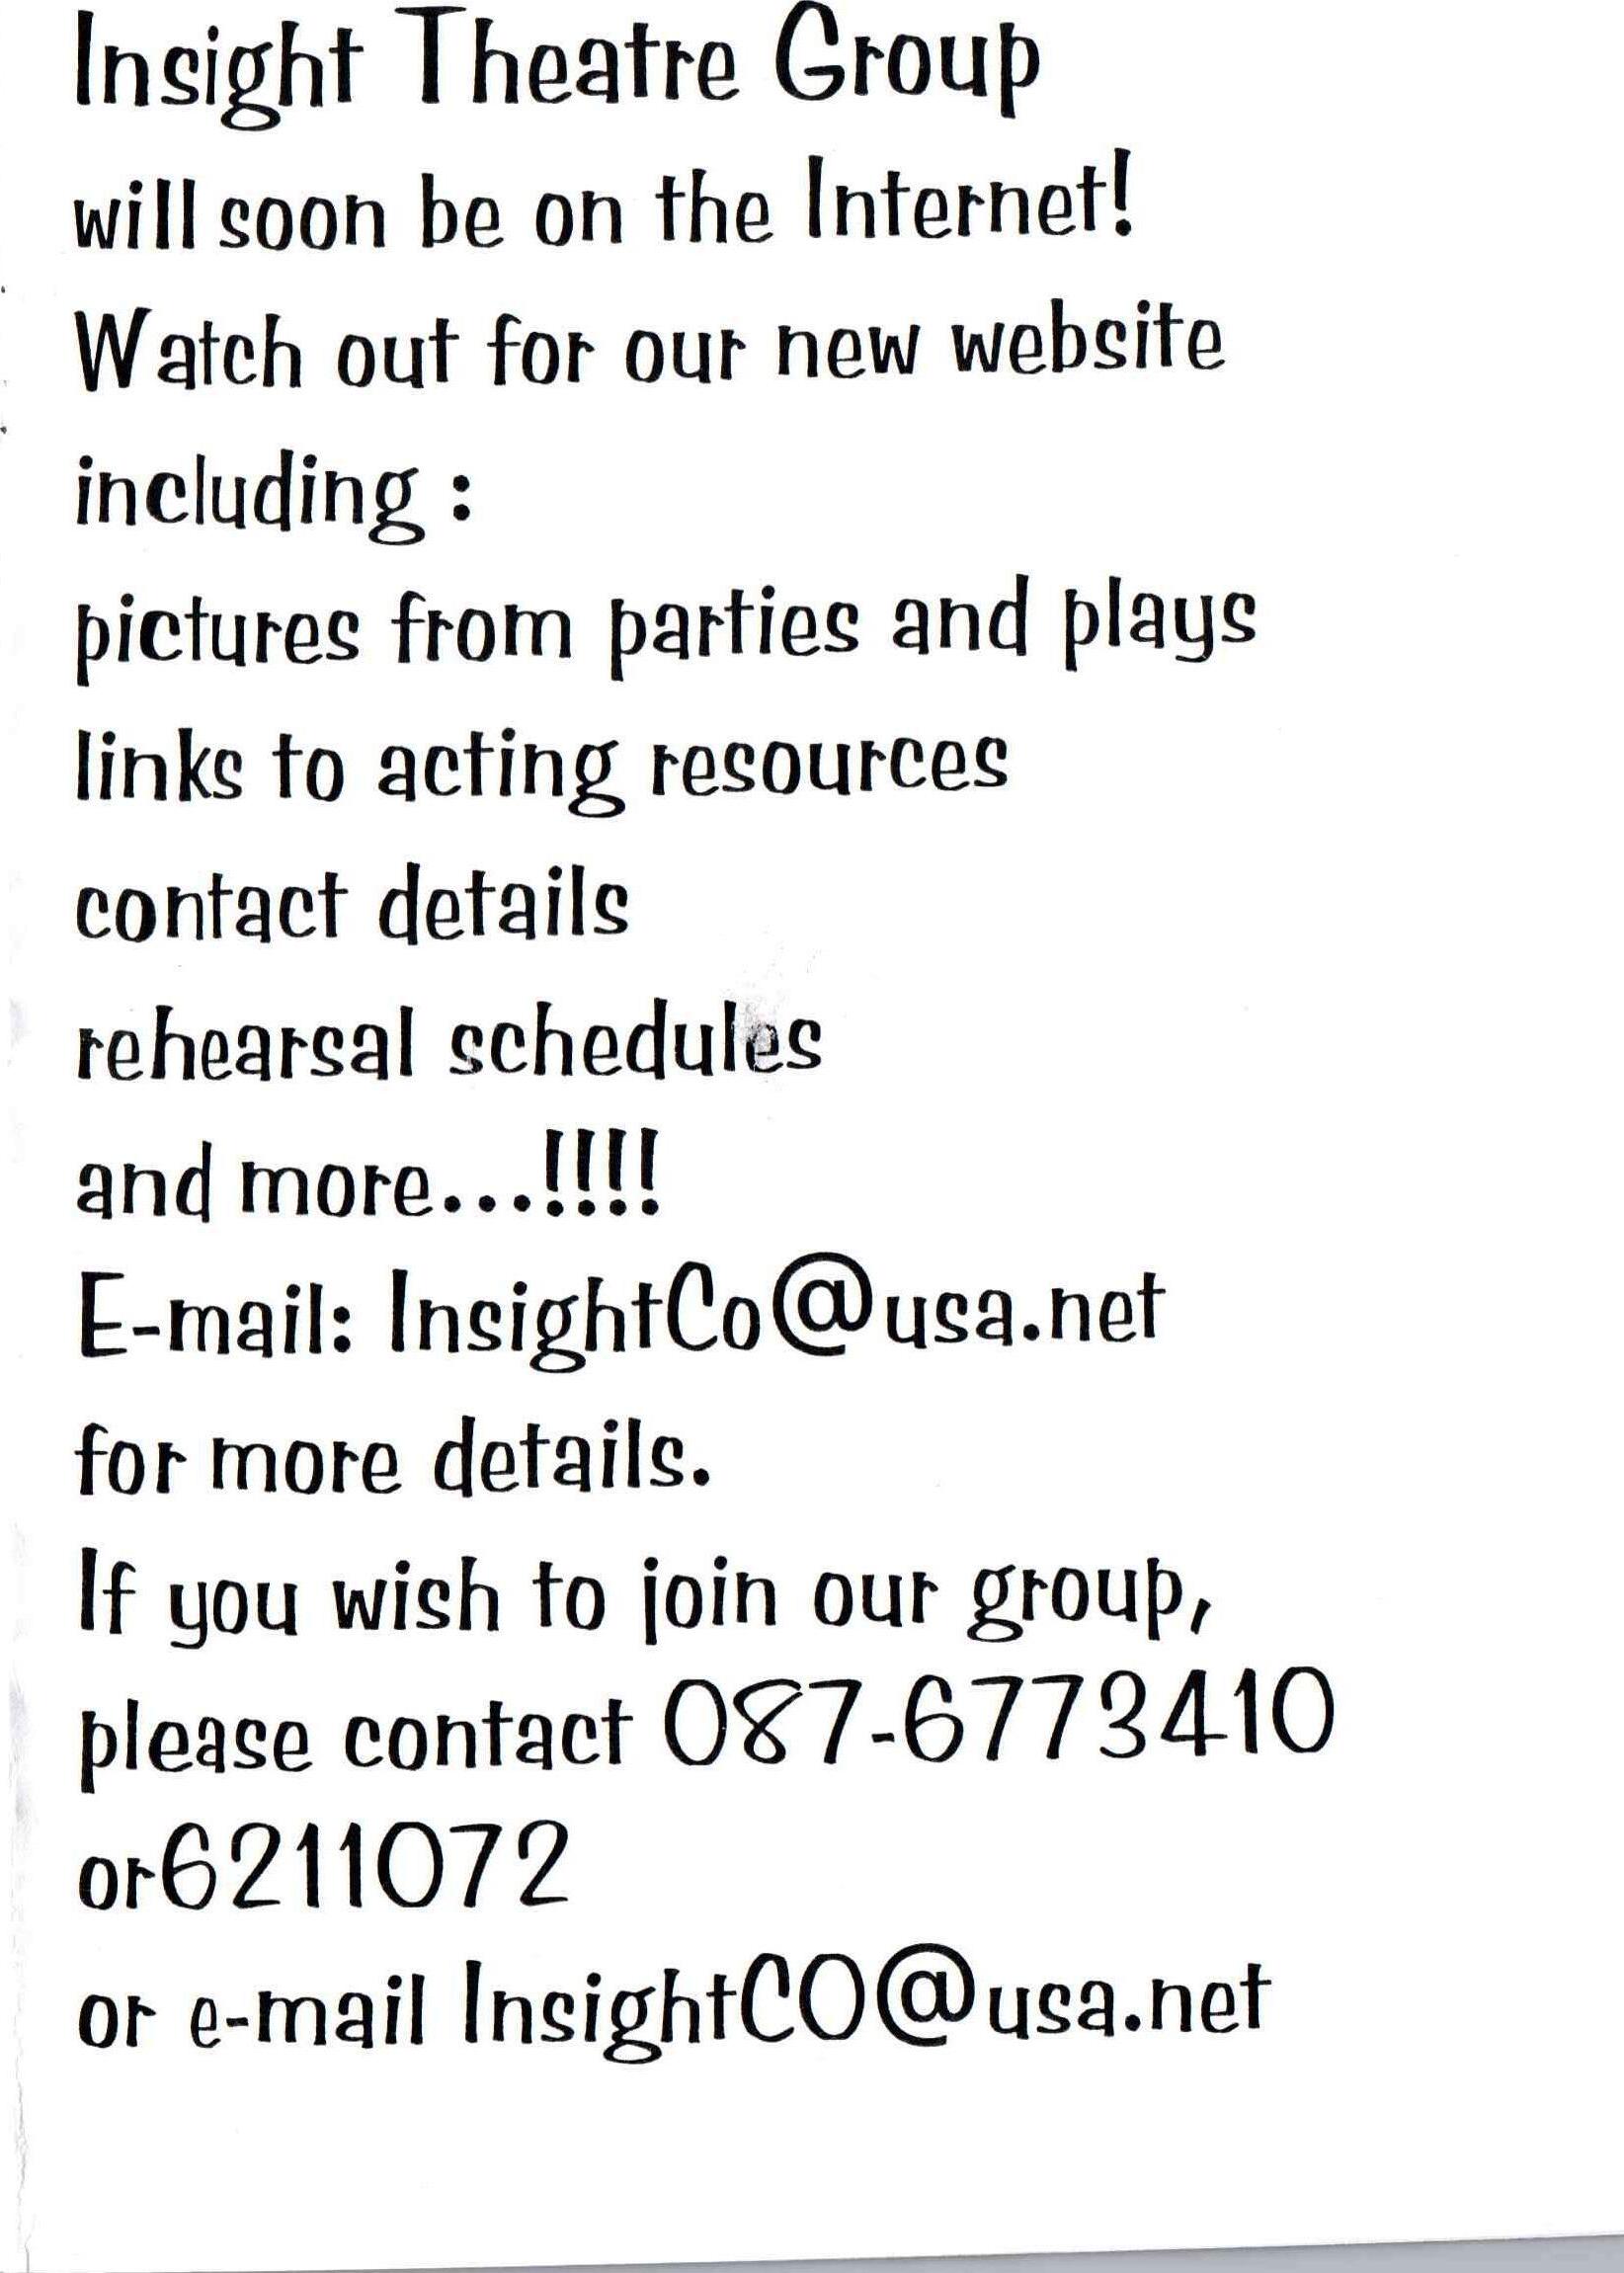 Insight Theatre Group
will soon be on the Internet!
Watch out for our new website
including :
pictures from parties and plays
links to acting resources
contact details
rehearsal schedules
and more...!!!!
E-mail: InsightCo@usa.net
for more details.
If you wish to join our group,
please contact 087-6773410
or6211072
or e-mail InsightCO@usa.net